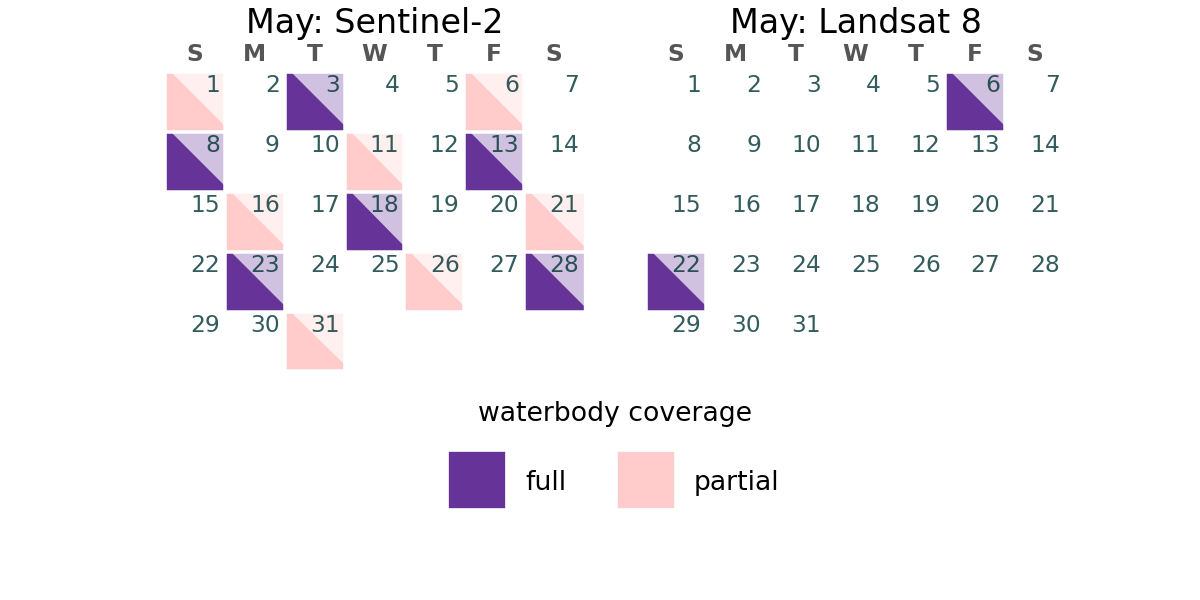 May: Sentinel-2
S M T W T F S
1 2 3 4 5 6 7
8 9 10 11 12 13 14
15 16 17 18 19 20 21
22 23 24 25 26 27 28
29 30 31
May: Landsat 8
S M T W T F S
1 2 3 4 5 6 7
8 9 10 11 12 13 14
15 16 17 18 19 20 21
22 23 24 25 26 27 28
29 30 31
waterbody coverage
full partial